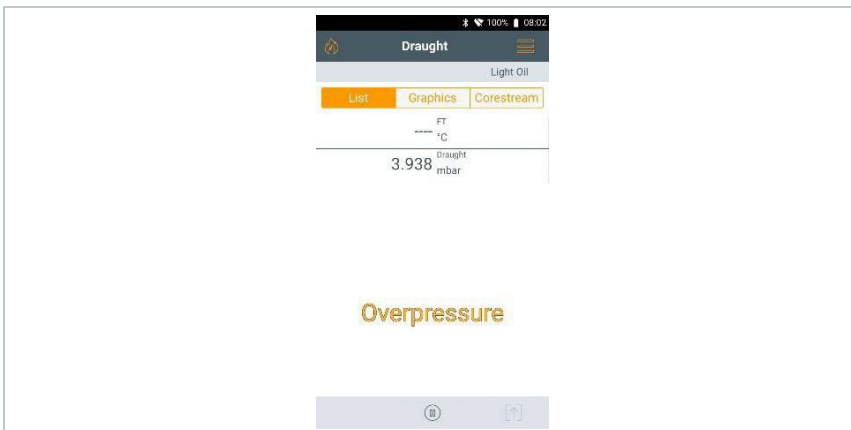 100% 08:02
Draught
Light Oil
List Graphics Corestream
FT
---- °C
Draught
3.938 mbar
Overpressure